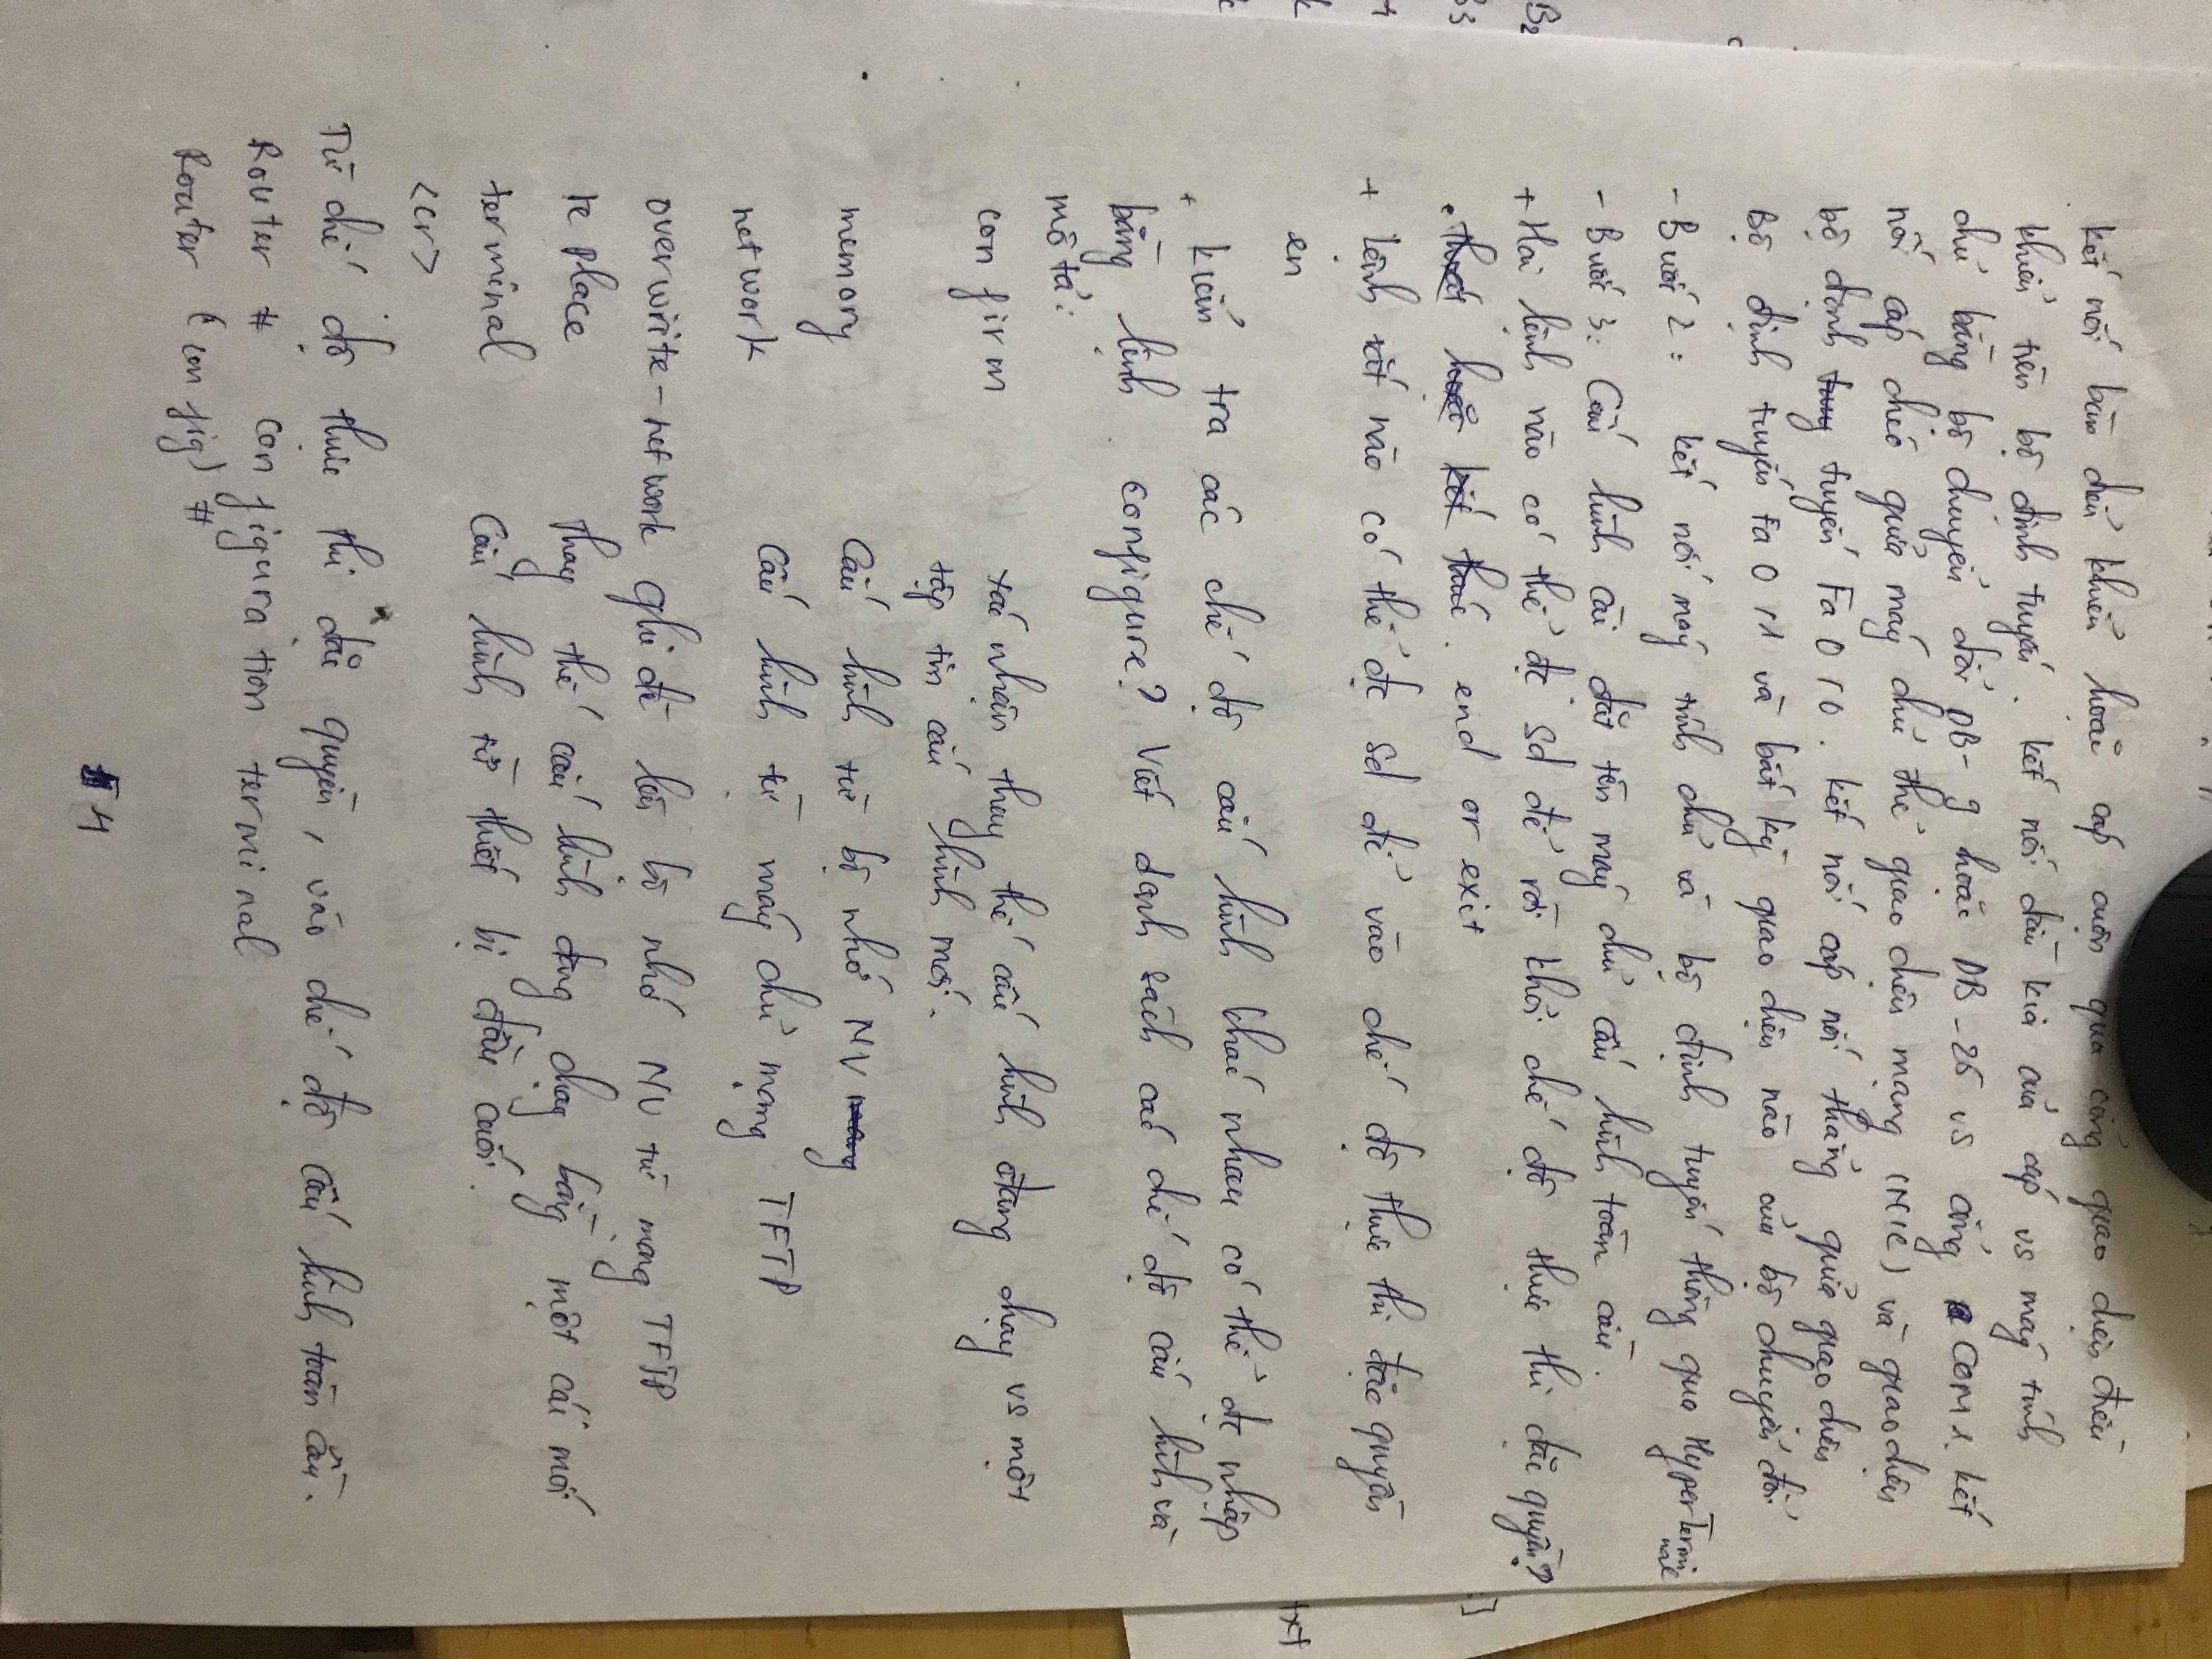 kết nối bàn điều khiển hoặc cáp cuộn qua cổng giao diện điều
khiển trên bộ định tuyến. kết nối đầu kia của cáp vs máy tính
chủ bằng bộ chuyển đổi DB-9 hoặc DB-25 vs cổng COM 1. kết
nối cáp chéo giữa máy chủ thẻ giao diện mạng (NIC) và giao diện
bộ định tuy tuyến Fa 0/0. kết nối cáp nối thẳng giữa giao diện
Bộ định tuyến Fa 0/1 và bất kỳ giao diện nào của bộ chuyển đổi
- Bước 2: kết nối máy tính chủ và bộ định tuyến thông qua HyperTerminal
- Bước 3: Cấu hình cài đặt tên máy chủ cấu hình toàn cầu.
+ Hai lệnh nào có thể đc sd để rời khỏi chế độ thực thi đặc quyền?
. thoát hoặc kết thúc. end or exit
+ Lệnh tắt nào có thể đc sd để vào chế độ thực thi đặc quyền
en
+ kiểm tra các chế độ cấu hình khác nhau có thể đc nhập
bằng lệnh configure? Viết danh sách các chế độ cấu hình và
mô tả:
confirm xác nhận thay thế cấu hình đang chạy vs một
tập tin cấu hình mới.
memory Cấu hình từ bộ nhớ NV mang
network Cấu hình từ máy chủ mạng TFTP
overwrite-network ghi đè lên bộ nhớ NV từ mạng TFTP
replace Thay thế cấu hình đang chạy bằng một cái mới
terminal Cấu hình từ thiết bị đầu cuối.
<cr>
Từ chế độ thực thi đặc quyền, vào chế độ cấu hình toàn cầu.
Router # configuration terminal
Router (config) #
4
B2
txt